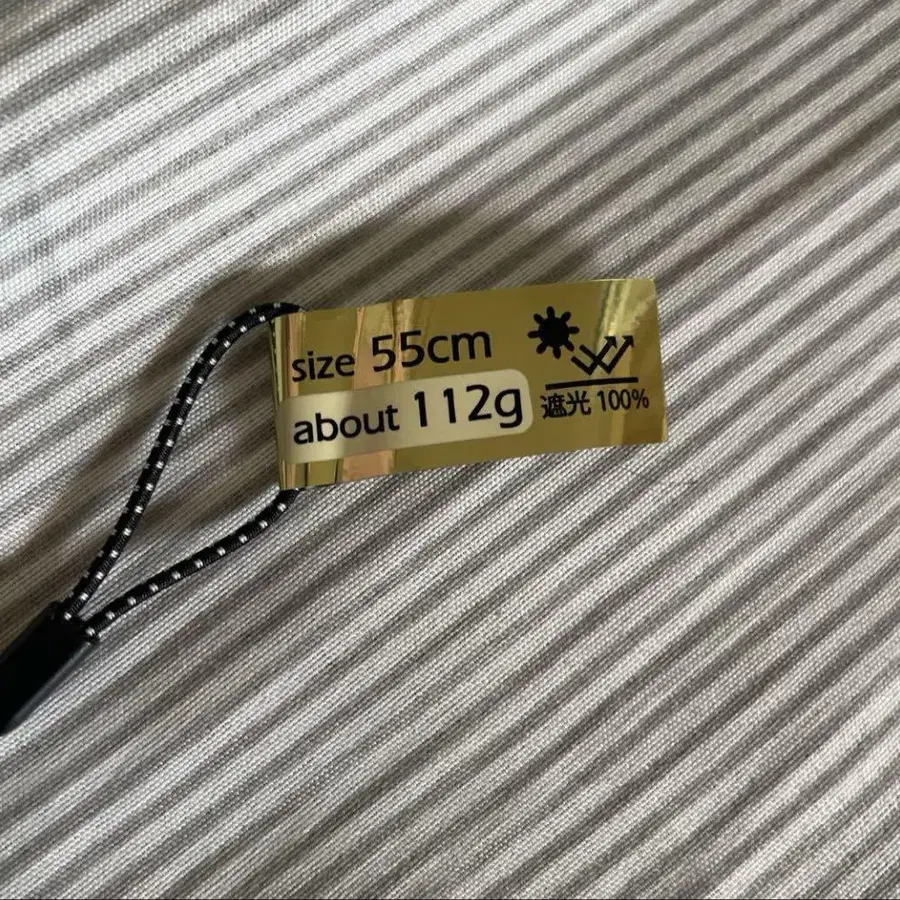 size 55cm
about 112g
遮光 100%